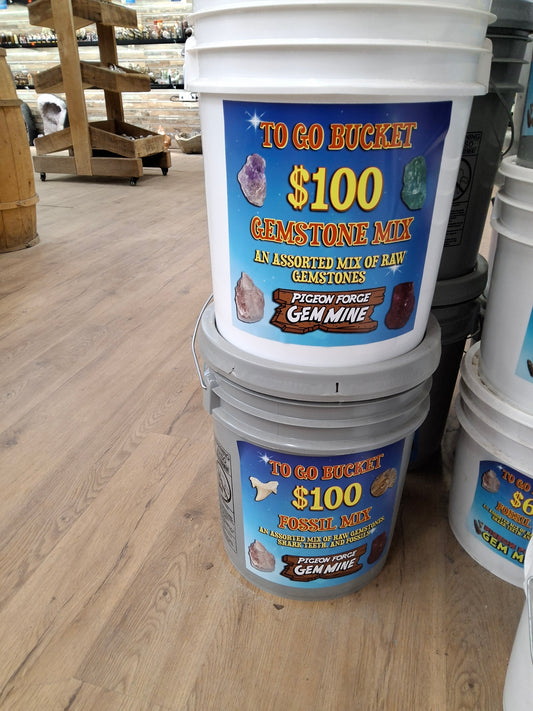 TO GO BUCKET
$100
GEMSTONE MIX
AN ASSORTED MIX OF RAW
GEMSTONES
PIGEON FORGE
GEM MINE
TO GO BUCKET
$100
FOSSIL MIX
AN ASSORTED MIX OF RAW GEMSTONES,
SHARK TEETH, AND FOSSILS
PIGEON FORGE
GEM MINE
TO GO
$6
FOSSIL
GEM M